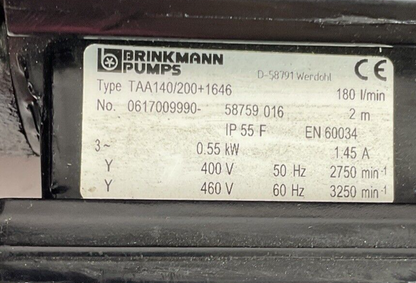 BRINKMANN
PUMPS
D-58791 Werdohl
CE
Type TAA140/200+1646 180 l/min
No. 0617009990- 58759 016 2 m
IP 55 F EN 60034
3~ 0.55 kW 1.45 A
Y 400 V 50 Hz 2750 min⁻¹
Y 460 V 60 Hz 3250 min⁻¹